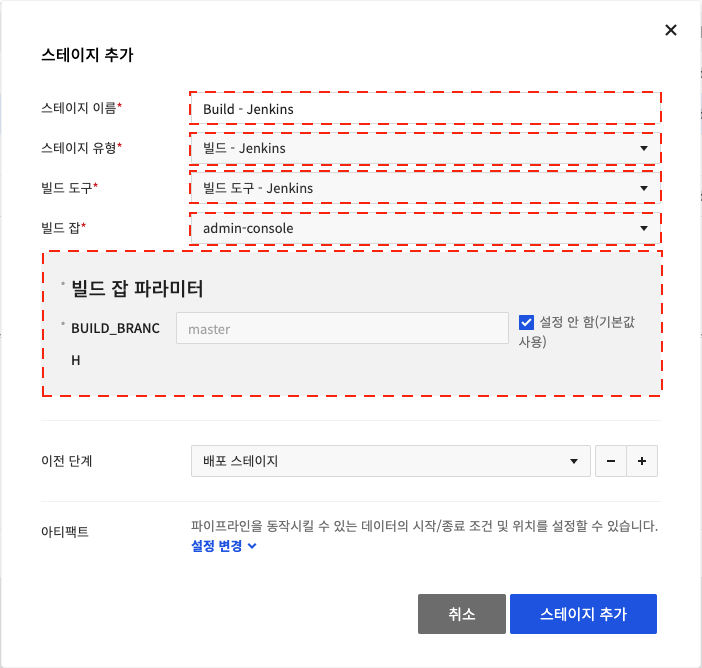 스테이지 추가
스테이지 이름*
Build - Jenkins
스테이지 유형*
빌드 - Jenkins
빌드 도구*
빌드 도구 - Jenkins
빌드 잡*
admin-console
빌드 잡 파라미터
BUILD_BRANC
H
master
설정 안 함(기본값
사용)
이전 단계
배포 스테이지
아티팩트
파이프라인을 동작시킬 수 있는 데이터의 시작/종료 조건 및 위치를 설정할 수 있습니다.
설정 변경
취소
스테이지 추가